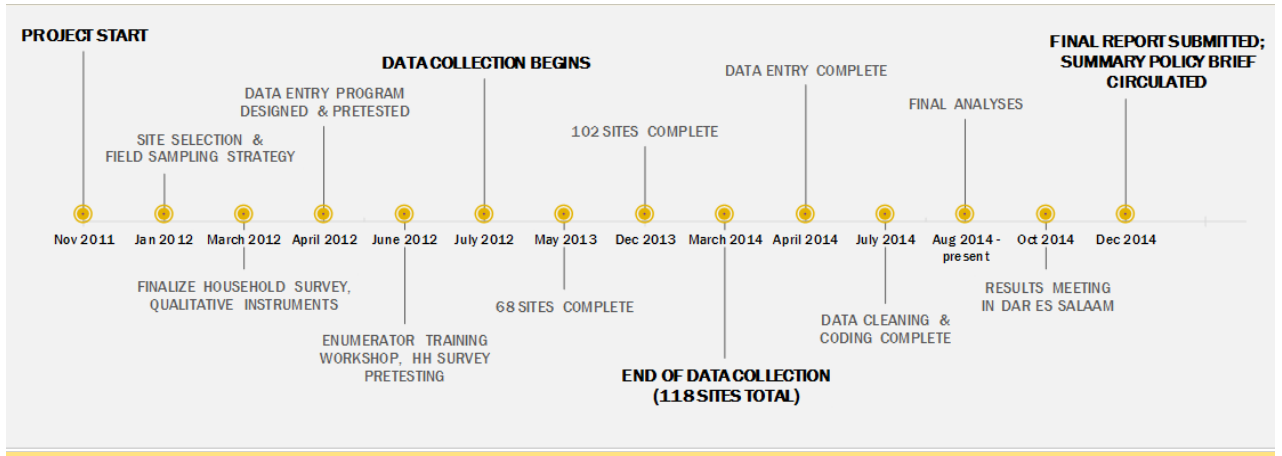 PROJECT START
SITE SELECTION &
FIELD SAMPLING STRATEGY
DATA ENTRY PROGRAM
DESIGNED & PRETESTED
DATA COLLECTION BEGINS
102 SITES COMPLETE
DATA ENTRY COMPLETE
FINAL ANALYSES
FINAL REPORT SUBMITTED;
SUMMARY POLICY BRIEF
CIRCULATED
Nov 2011
Jan 2012
March 2012
April 2012
June 2012
July 2012
May 2013
Dec 2013
March 2014
April 2014
July 2014
Aug 2014 -
present
Oct 2014
Dec 2014
FINALIZE HOUSEHOLD SURVEY,
QUALITATIVE INSTRUMENTS
ENUMERATOR TRAINING
WORKSHOP, HH SURVEY
PRETESTING
68 SITES COMPLETE
END OF DATA COLLECTION
(118 SITES TOTAL)
DATA CLEANING &
CODING COMPLETE
RESULTS MEETING
IN DAR ES SALAAM